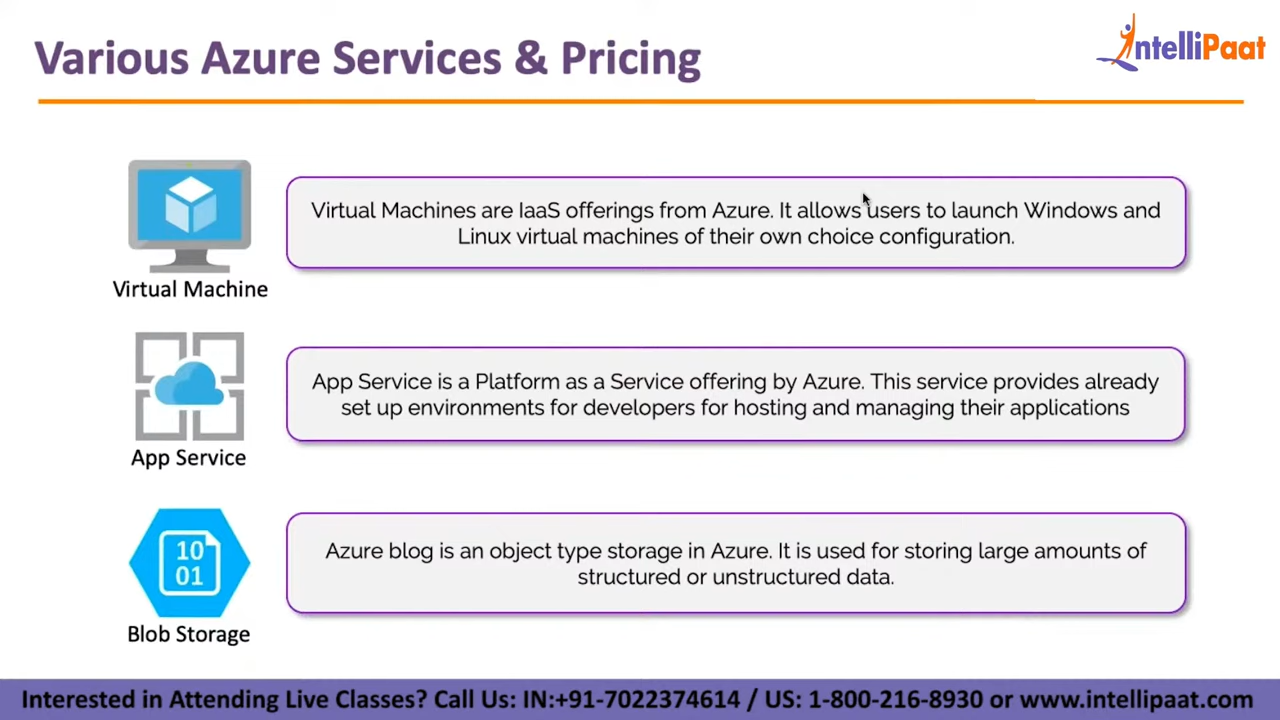 Various Azure Services & Pricing
IntelliPaat
Virtual Machines are IaaS offerings from Azure. It allows users to launch Windows and
Linux virtual machines of their own choice configuration.
Virtual Machine
App Service is a Platform as a Service offering by Azure. This service provides already
set up environments for developers for hosting and managing their applications
App Service
Azure blog is an object type storage in Azure. It is used for storing large amounts of
structured or unstructured data.
10
01
Blob Storage
Interested in Attending Live Classes? Call Us: IN:+91-7022374614 / US: 1-800-216-8930 or www.intellipaat.com